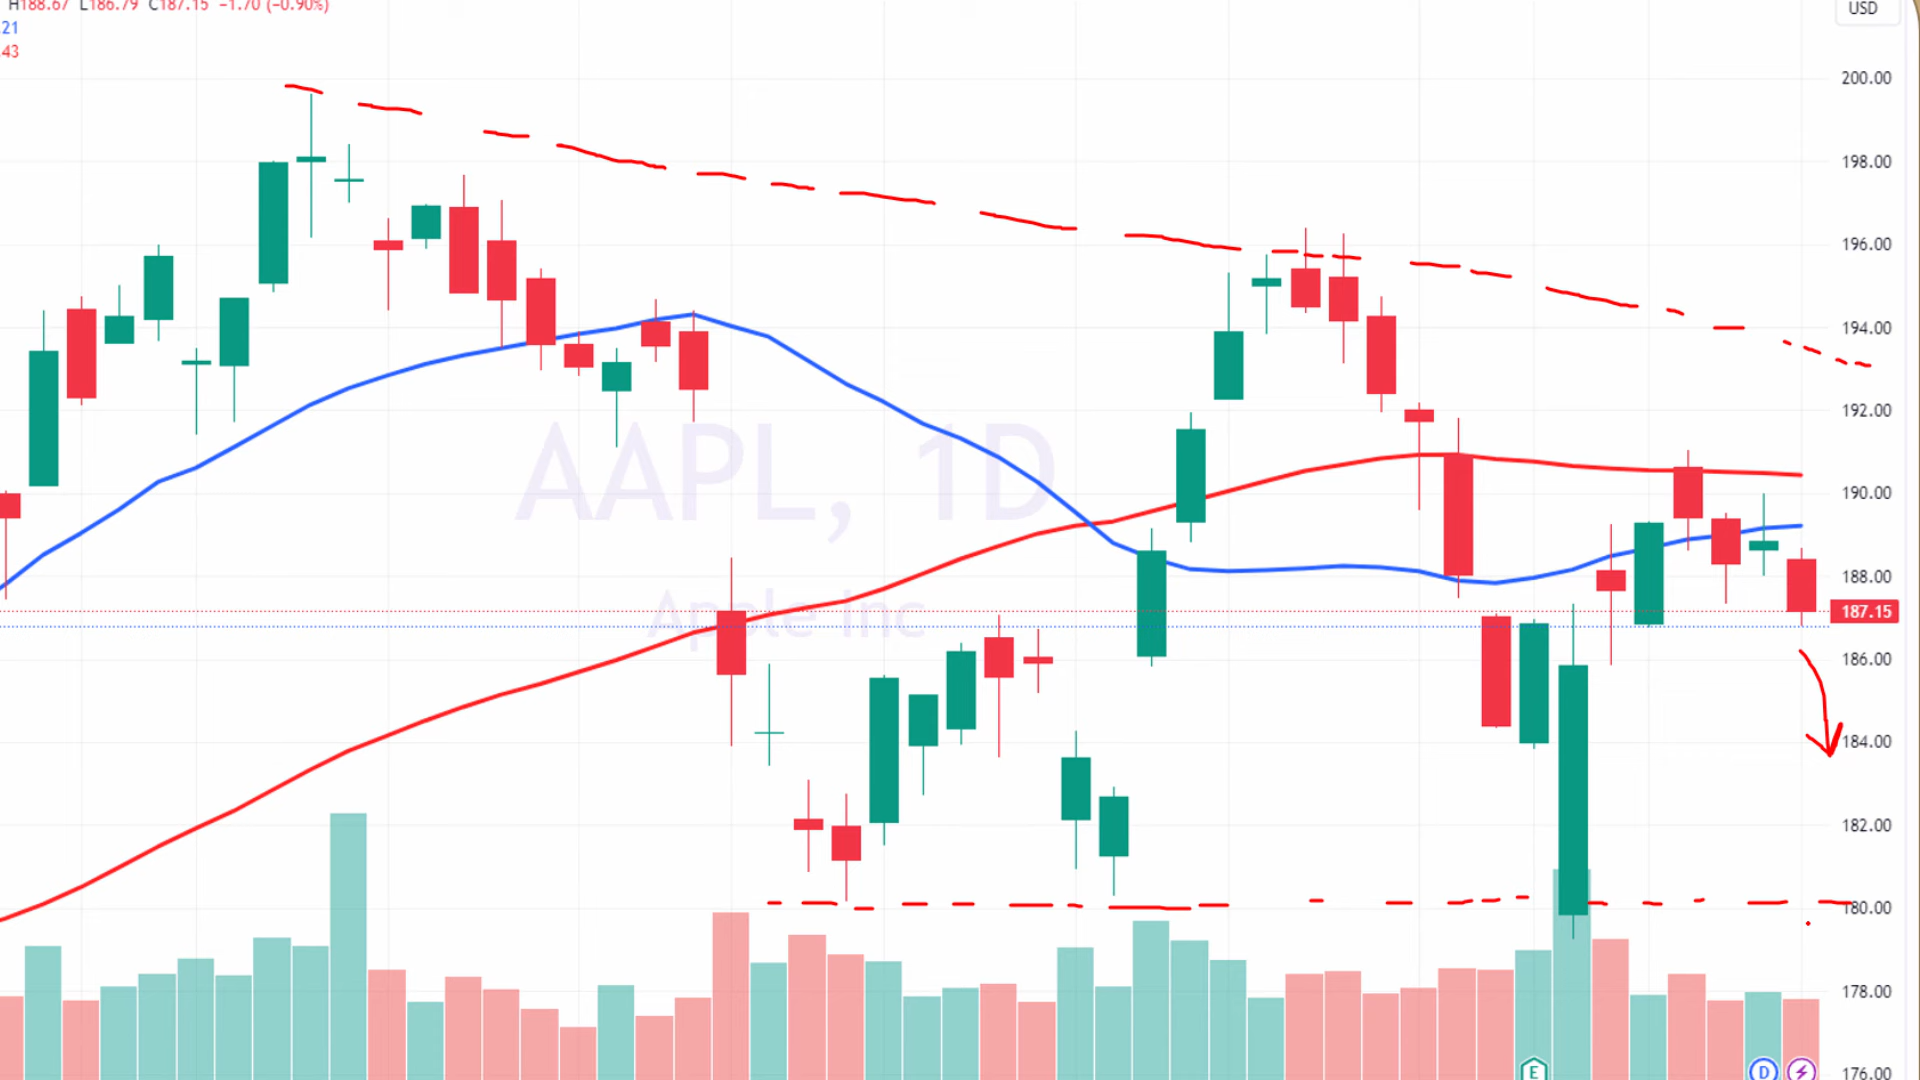 H188.67 L186.79 C187.15 −1.70 (−0.90%)
.21
.43
USD
200.00
198.00
196.00
194.00
192.00
190.00
188.00
187.15
186.00
184.00
182.00
180.00
178.00
176.00
AAPL, 1D
Apple Inc
E
D